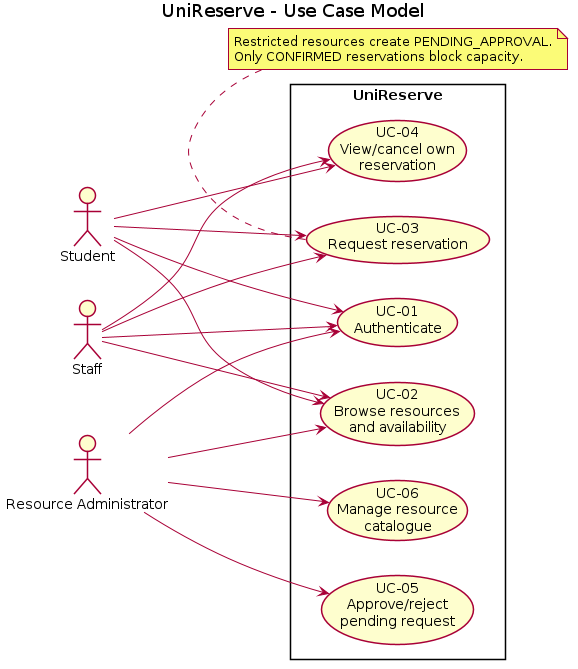 UniReserve - Use Case Model
Restricted resources create PENDING_APPROVAL.
Only CONFIRMED reservations block capacity.
UniReserve
UC-04
View/cancel own
reservation
UC-03
Request reservation
Student
UC-01
Authenticate
Staff
UC-02
Browse resources
and availability
Resource Administrator
UC-06
Manage resource
catalogue
UC-05
Approve/reject
pending request